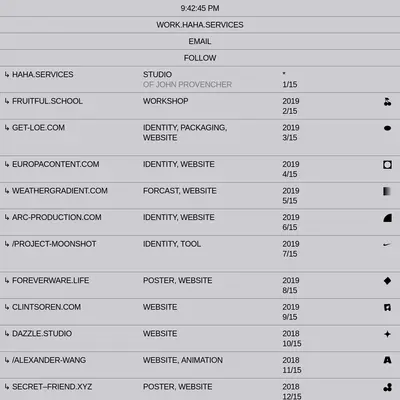 9:42:45 PM
WORK.HAHA.SERVICES
EMAIL
FOLLOW
↳ HAHA.SERVICES STUDIO *
OF JOHN PROVENCHER 1/15
↳ FRUITFUL.SCHOOL WORKSHOP 2019
2/15
↳ GET-LOE.COM IDENTITY, PACKAGING, 2019
WEBSITE 3/15
↳ EUROPACONTENT.COM IDENTITY, WEBSITE 2019
4/15
↳ WEATHERGRADIENT.COM FORCAST, WEBSITE 2019
5/15
↳ ARC-PRODUCTION.COM IDENTITY, WEBSITE 2019
6/15
↳ /PROJECT-MOONSHOT IDENTITY, TOOL 2019
7/15
↳ FOREVERWARE.LIFE POSTER, WEBSITE 2019
8/15
↳ CLINTSOREN.COM WEBSITE 2019
9/15
↳ DAZZLE.STUDIO WEBSITE 2018
10/15
↳ /ALEXANDER-WANG WEBSITE, ANIMATION 2018
11/15
↳ SECRET–FRIEND.XYZ POSTER, WEBSITE 2018
12/15